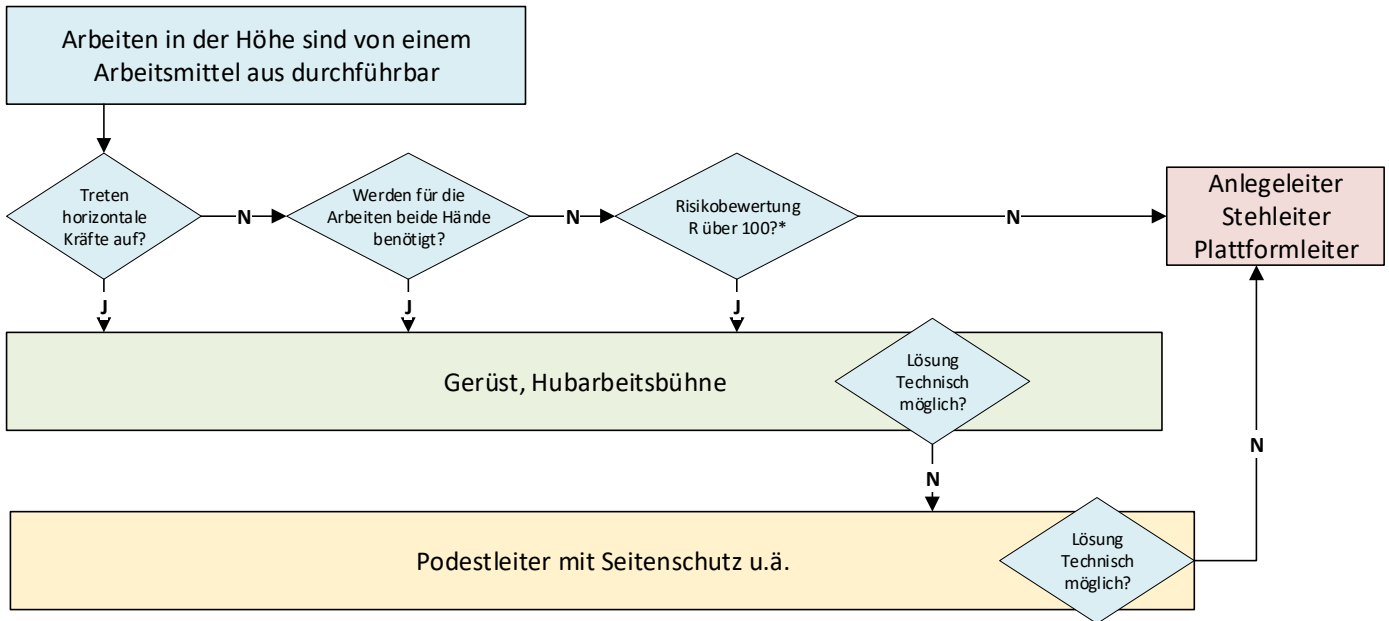 Arbeiten in der Höhe sind von einem
Arbeitsmittel aus durchführbar
Treten
horizontale
Kräfte auf?
N
Werden für die
Arbeiten beide Hände
benötigt?
N
Risikobewertung
R über 100?*
N
Anlegeleiter
Stehleiter
Plattformleiter
J
J
J
Gerüst, Hubarbeitsbühne
Lösung
Technisch
möglich?
N
N
Podestleiter mit Seitenschutz u.ä.
Lösung
Technisch
möglich?